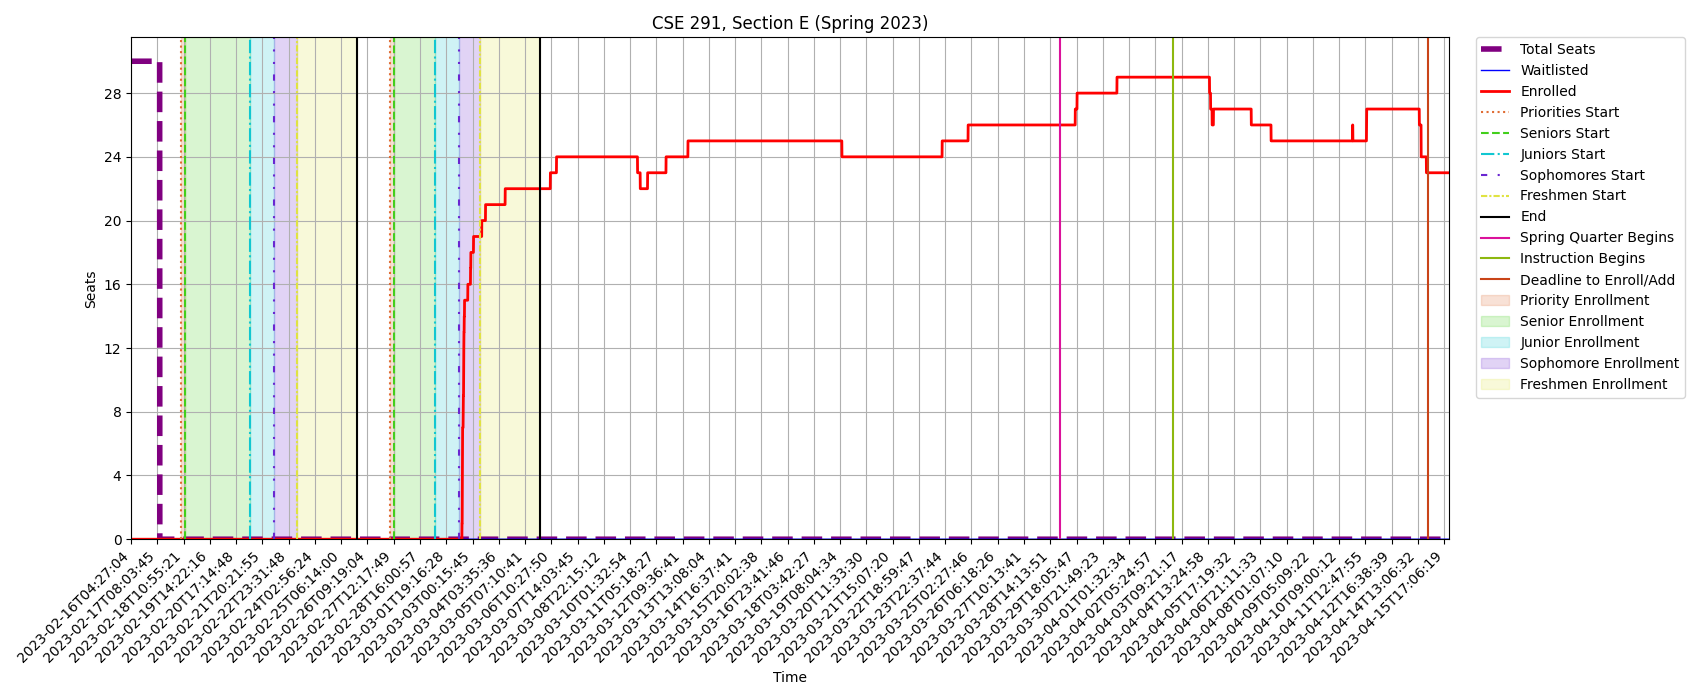 CSE 291, Section E (Spring 2023)
Seats
28
24
20
16
12
8
4
0
2023-02-16T04:27:04
2023-02-17T08:03:45
2023-02-18T10:55:21
2023-02-19T14:22:16
2023-02-20T17:14:48
2023-02-21T20:21:55
2023-02-22T23:31:48
2023-02-24T02:56:24
2023-02-25T06:14:00
2023-02-26T09:19:04
2023-02-27T12:17:49
2023-02-28T16:00:57
2023-03-01T19:16:28
2023-03-03T00:15:45
2023-03-04T03:35:36
2023-03-05T07:10:41
2023-03-06T10:27:50
2023-03-07T14:03:45
2023-03-08T22:15:12
2023-03-10T01:32:54
2023-03-11T05:18:27
2023-03-12T09:36:41
2023-03-13T13:08:04
2023-03-14T16:37:41
2023-03-15T20:02:38
2023-03-16T23:41:46
2023-03-18T03:42:27
2023-03-19T08:04:34
2023-03-20T11:33:30
2023-03-21T15:07:20
2023-03-22T18:59:47
2023-03-23T22:37:44
2023-03-25T02:27:46
2023-03-26T06:18:26
2023-03-27T10:13:41
2023-03-28T14:13:51
2023-03-29T18:05:47
2023-03-30T21:49:23
2023-04-01T01:32:34
2023-04-02T05:24:57
2023-04-03T09:21:17
2023-04-04T13:24:58
2023-04-05T17:19:32
2023-04-06T21:11:33
2023-04-08T01:07:10
2023-04-09T05:09:22
2023-04-10T09:00:12
2023-04-11T12:47:55
2023-04-12T16:38:39
2023-04-14T13:06:32
2023-04-15T17:06:19
Time
Total Seats
Waitlisted
Enrolled
Priorities Start
Seniors Start
Juniors Start
Sophomores Start
Freshmen Start
End
Spring Quarter Begins
Instruction Begins
Deadline to Enroll/Add
Priority Enrollment
Senior Enrollment
Junior Enrollment
Sophomore Enrollment
Freshmen Enrollment